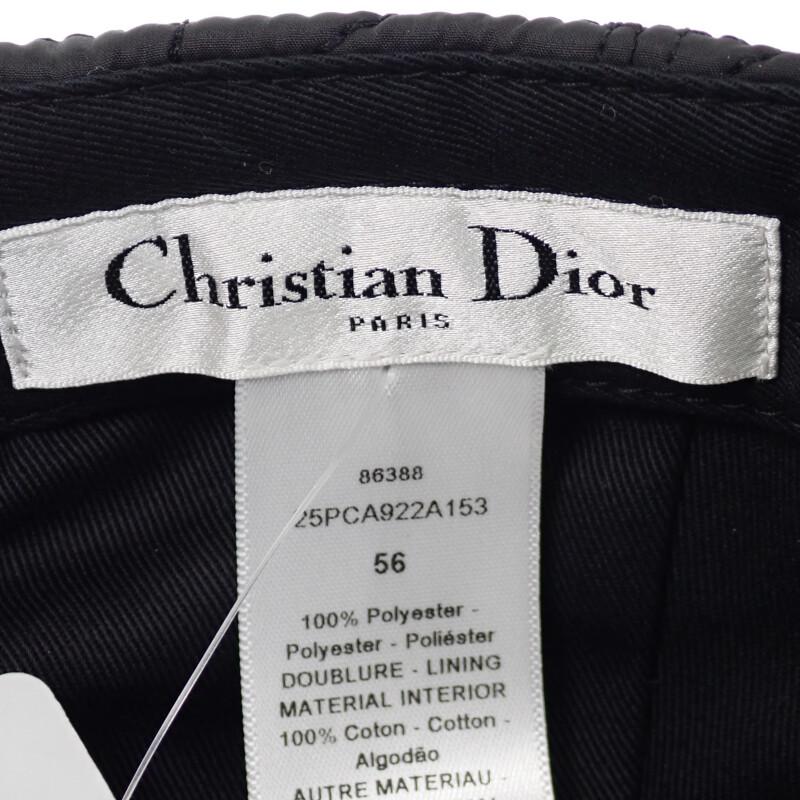 Christian Dior
PARIS
86388
25PCA922A153
56
100% Polyester -
Polyester - Poliéster
DOUBLURE - LINING
MATERIAL INTERIOR
100% Coton - Cotton -
Algodão
AUTRE MATERIAU -